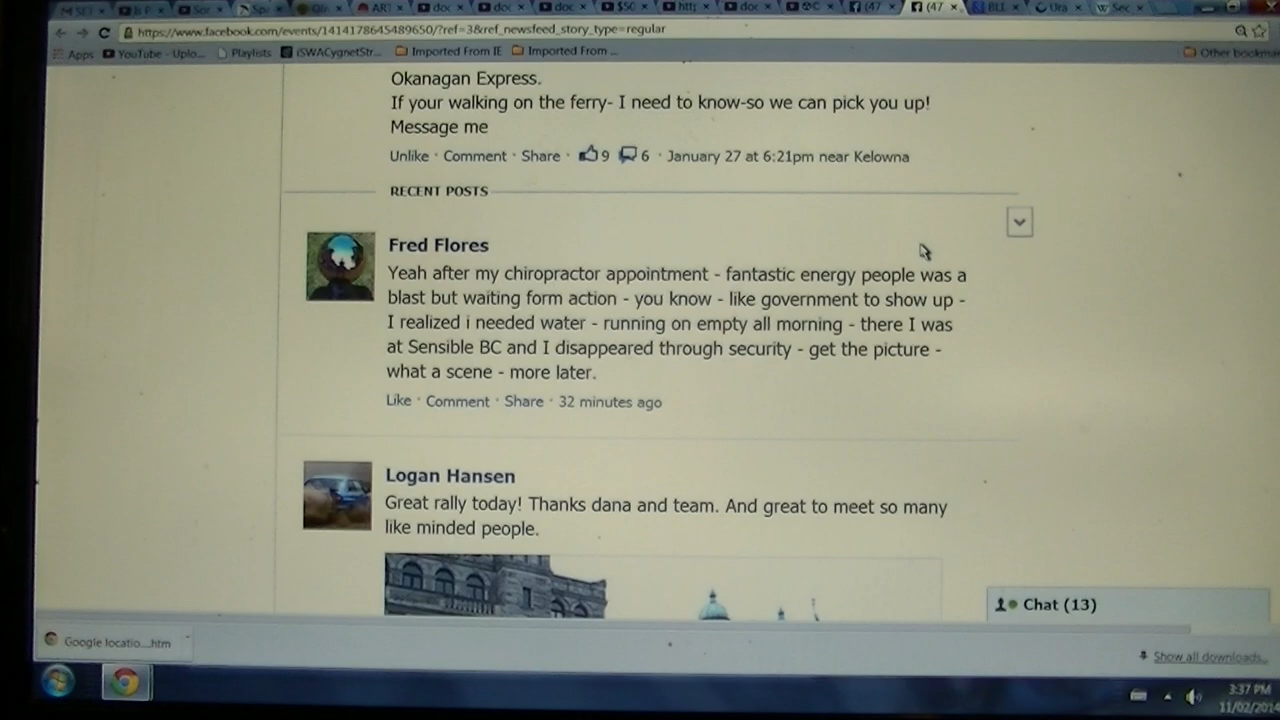 https://www.facebook.com/events/1414178645489650/?ref=3&ref_newsfeed_story_type=regular
Apps YouTube - Uplo... Playlists iSWACygnetStr... Imported From IE Imported From ... Other bookmar
Okanagan Express.
If your walking on the ferry- I need to know-so we can pick you up!
Message me
Unlike · Comment · Share · 9 6 · January 27 at 6:21pm near Kelowna
RECENT POSTS
Fred Flores
Yeah after my chiropractor appointment - fantastic energy people was a
blast but waiting form action - you know - like government to show up -
I realized i needed water - running on empty all morning - there I was
at Sensible BC and I disappeared through security - get the picture -
what a scene - more later.
Like · Comment · Share · 32 minutes ago
Logan Hansen
Great rally today! Thanks dana and team. And great to meet so many
like minded people.
Chat (13)
Google locatio....htm
Show all downloads...
3:37 PM
11/02/2014